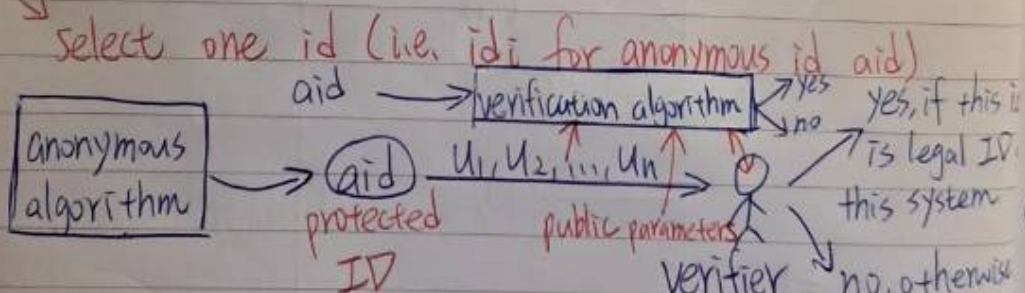 select one id (i.e. idi for anonymous id aid)
aid
verification algorithm
yes
no
yes, if this
is legal ID
this system
anonymous
algorithm
aid
U1, U2, ..., Un
protected
ID
public parameters
verifier
no, otherwise